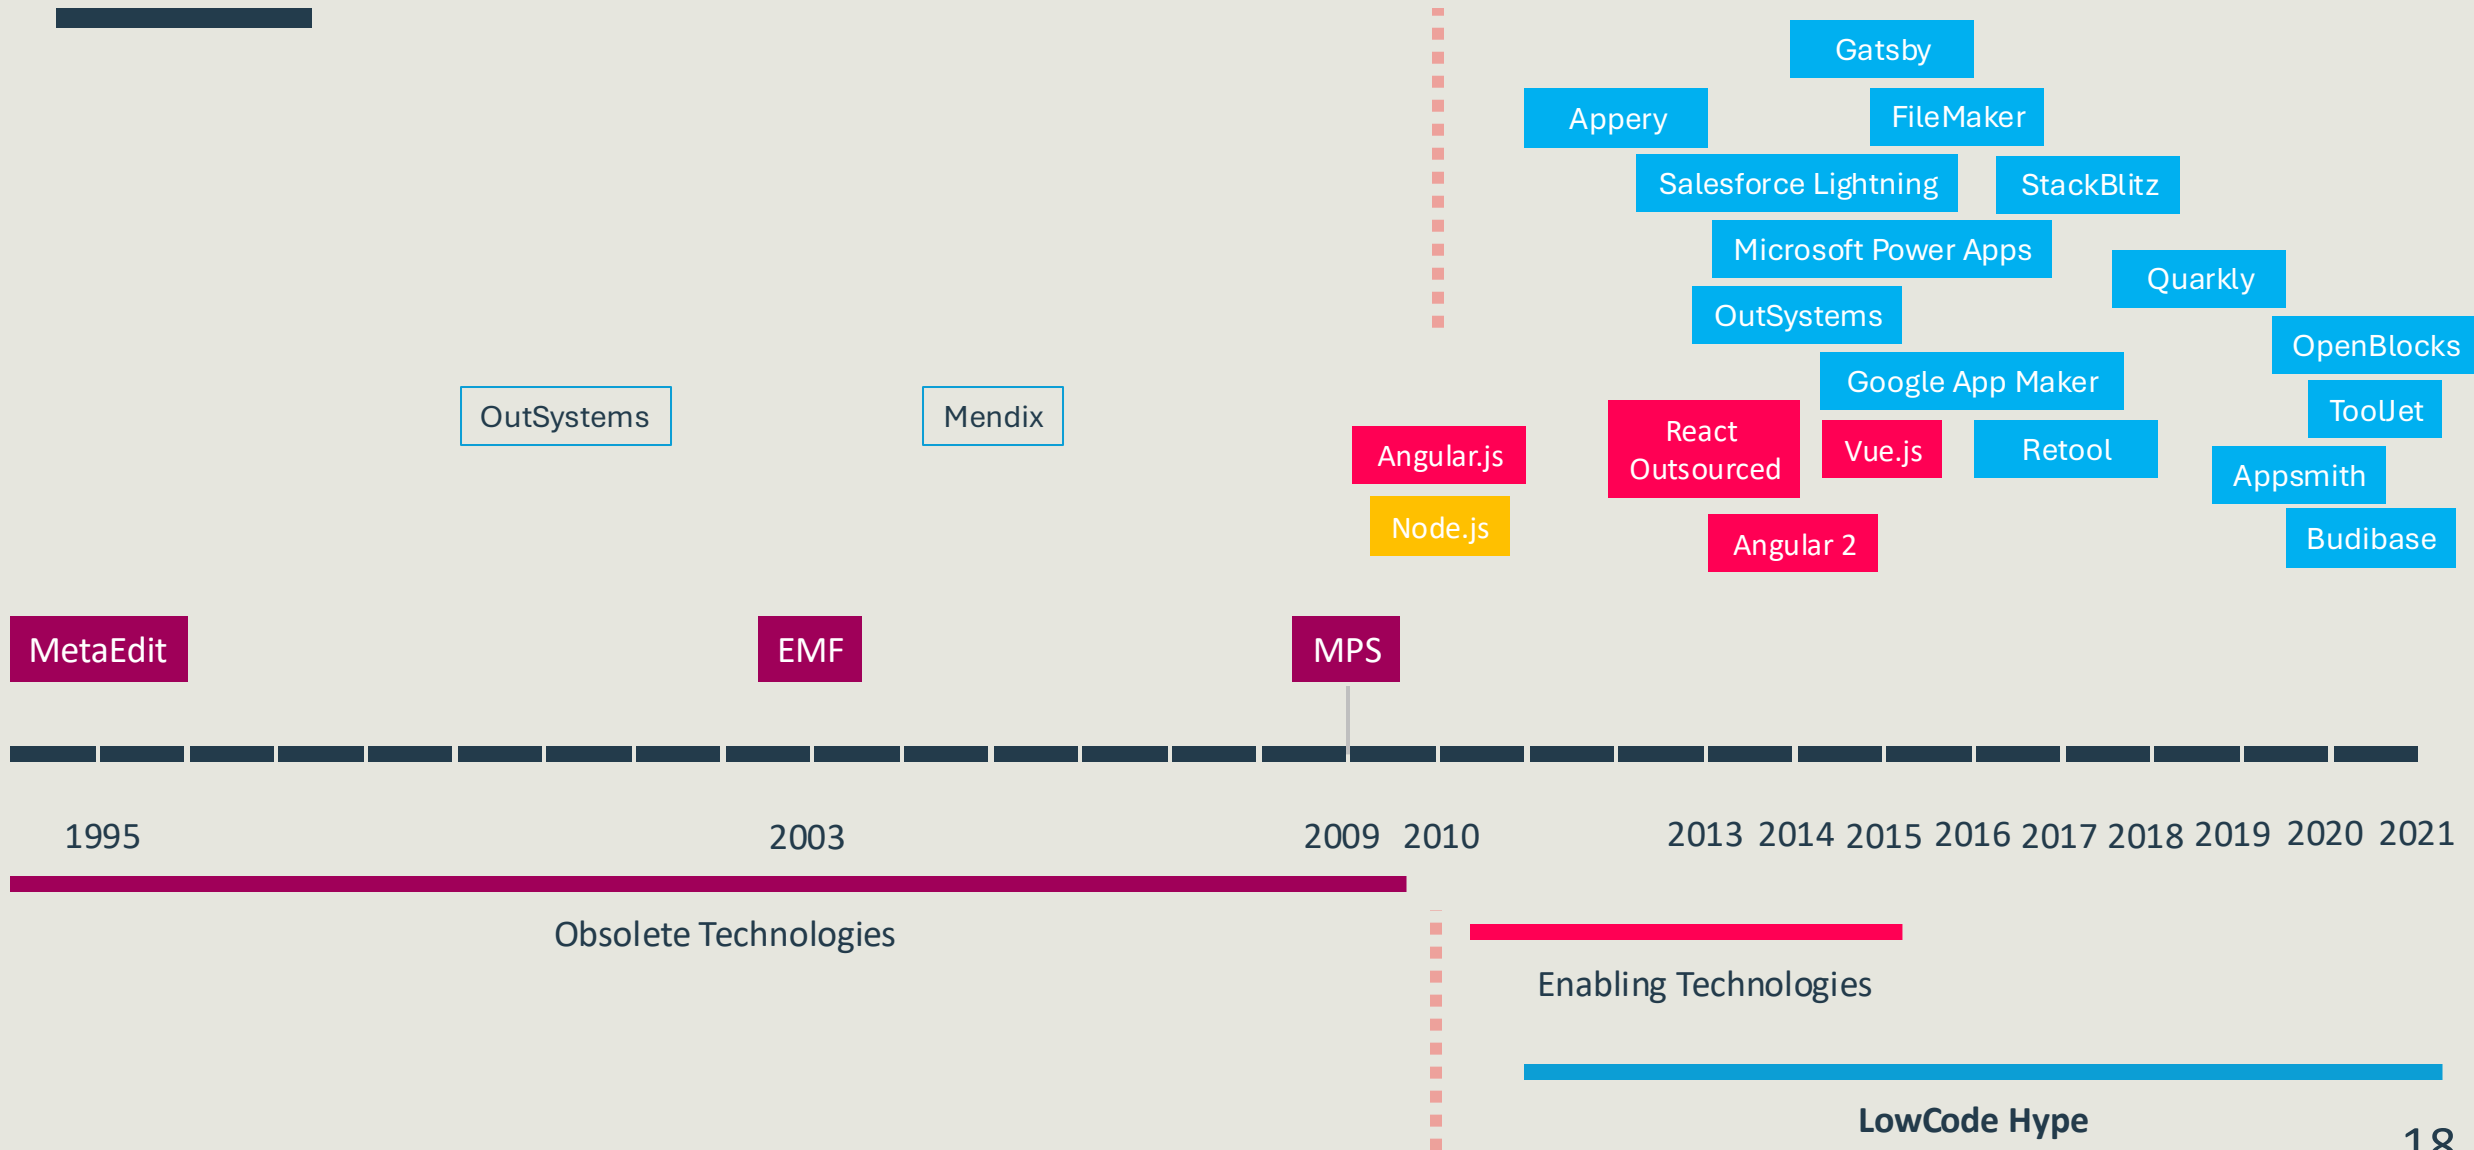 Gatsby
Appery
FileMaker
Salesforce Lightning
StackBlitz
Microsoft Power Apps
Quarkly
OutSystems
OpenBlocks
Google App Maker
OutSystems
Mendix
ToolJet
React
Outsourced
Vue.js
Retool
Angular.js
Appsmith
Node.js
Angular 2
Budibase
MetaEdit
EMF
MPS
1995
2003
2009
2010
2013
2014
2015
2016
2017
2018
2019
2020
2021
Obsolete Technologies
Enabling Technologies
LowCode Hype
18